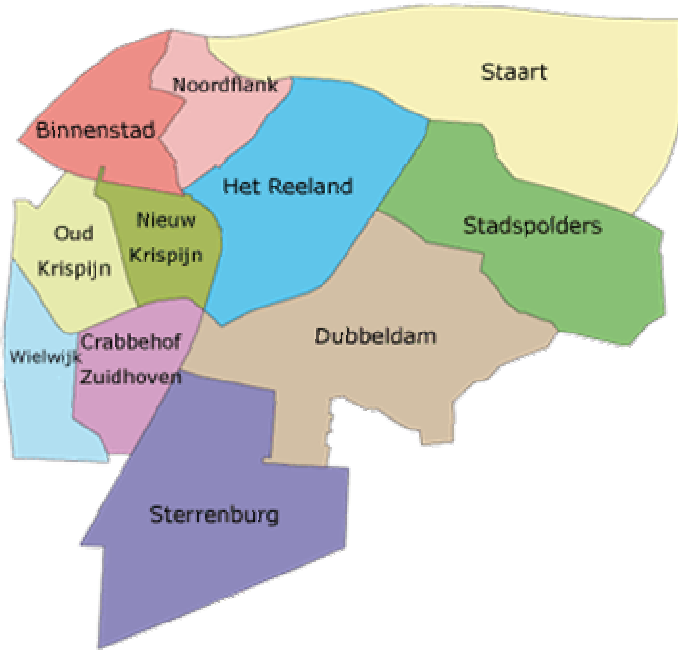 Staart
Noordflank
Binnenstad
Het Reeland
Nieuw
Krispijn
Stadspolders
Oud
Krispijn
Dubbeldam
Crabbehof
Zuidhoven
Wielwijk
Sterrenburg